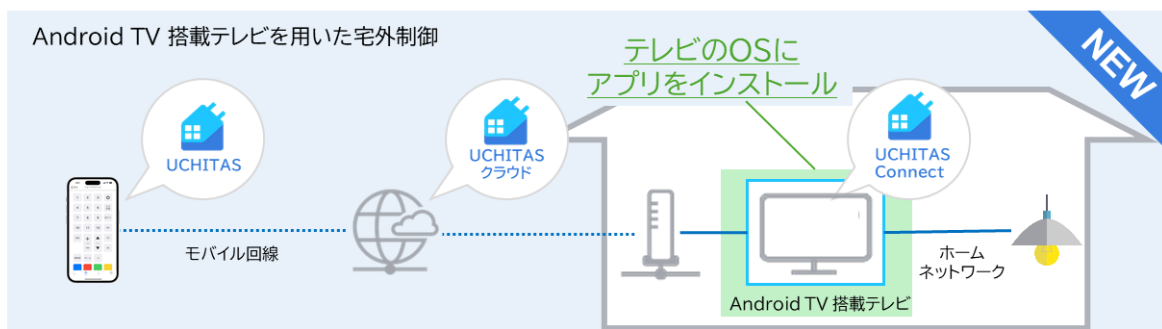 Android TV 搭載テレビを用いた宅外制御
NEW
テレビのOSに
アプリをインストール
UCHITAS
UCHITAS
クラウド
UCHITAS
Connect
モバイル回線
ホーム
ネットワーク
Android TV 搭載テレビ